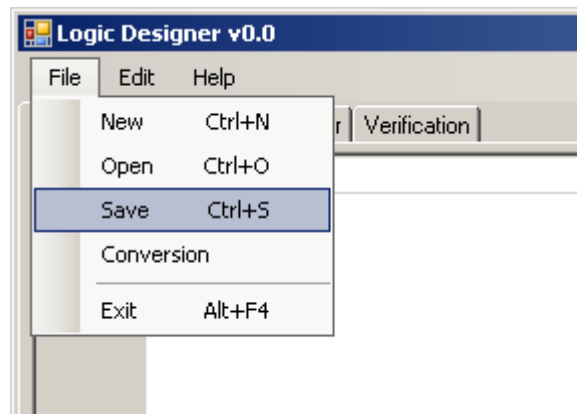 Logic Designer v0.0
File Edit Help
r Verification
New Ctrl+N
Open Ctrl+O
Save Ctrl+S
Conversion
Exit Alt+F4